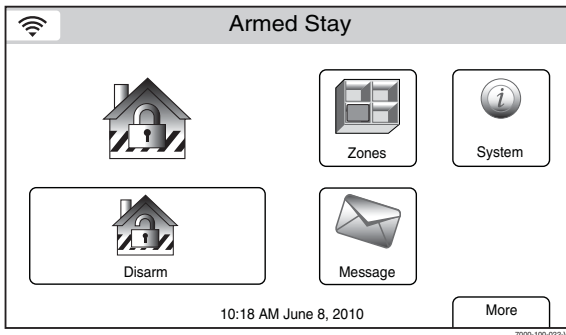 Armed Stay
Zones
System
Disarm
Message
10:18 AM June 8, 2010
More